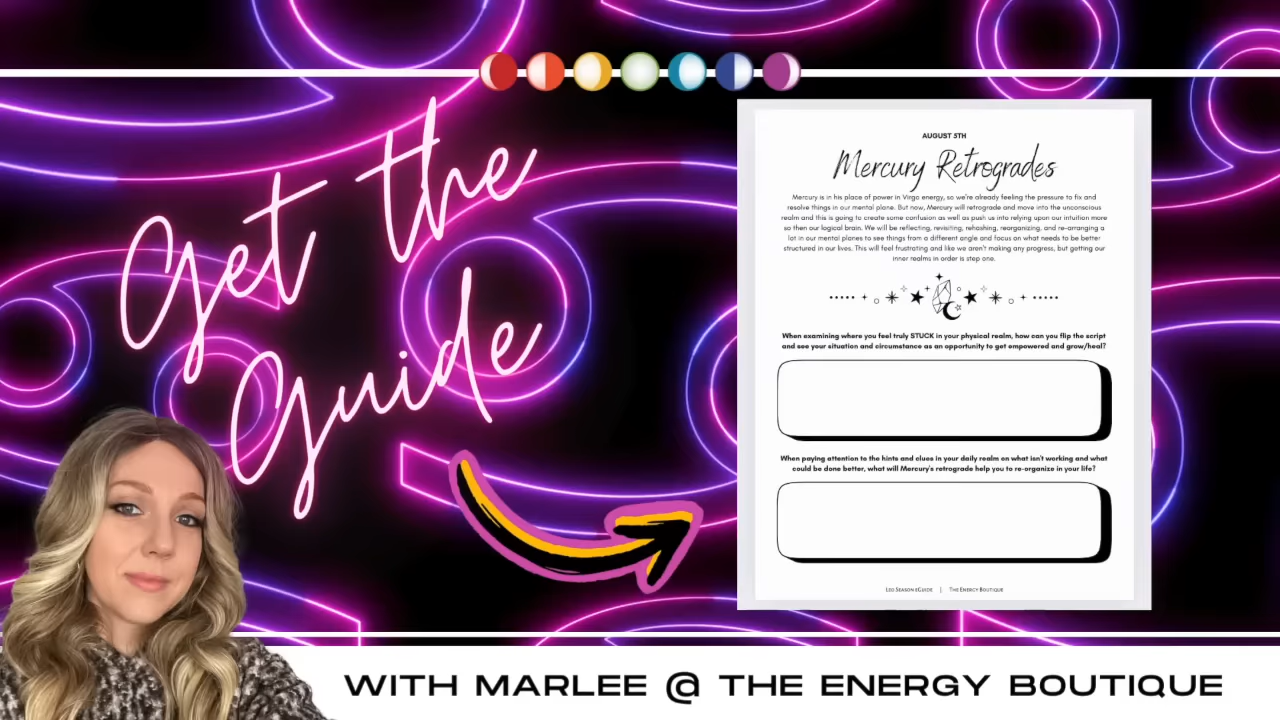 Get the
Guide
AUGUST 5TH
Mercury Retrogrades
Mercury is in his place of power in Virgo energy, so we're already feeling the pressure to fix and
resolve things in our mental plane. But now, Mercury will retrograde and move into the unconscious
realm and this is going to create some confusion as well as push us into relying upon our intuition more
so then our logical brain. We will be reflecting, revisiting, rehashing, reorganizing, and re-arranging a
lot in our mental planes to see things from a different angle and focus on what needs to be better
structured in our lives. This will feel frustrating and like we aren't making any progress, but getting our
inner realms in order is step one.
When examining where you feel truly STUCK in your physical realm, how can you flip the script
and see your situation and circumstance as an opportunity to get empowered and grow/heal?
When paying attention to the hints and clues in your daily realm on what isn't working and what
could be done better, what will Mercury's retrograde help you to re-organize in your life?
Leo Season eGuide | The Energy Boutique
WITH MARLEE @ THE ENERGY BOUTIQUE